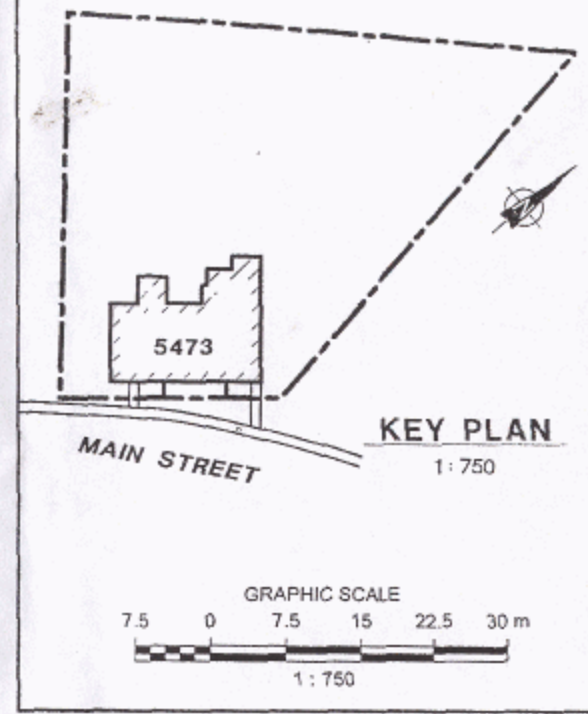 N
5473
MAIN STREET
KEY PLAN
1:750
GRAPHIC SCALE
7.5 0 7.5 15 22.5 30 m
1 : 750